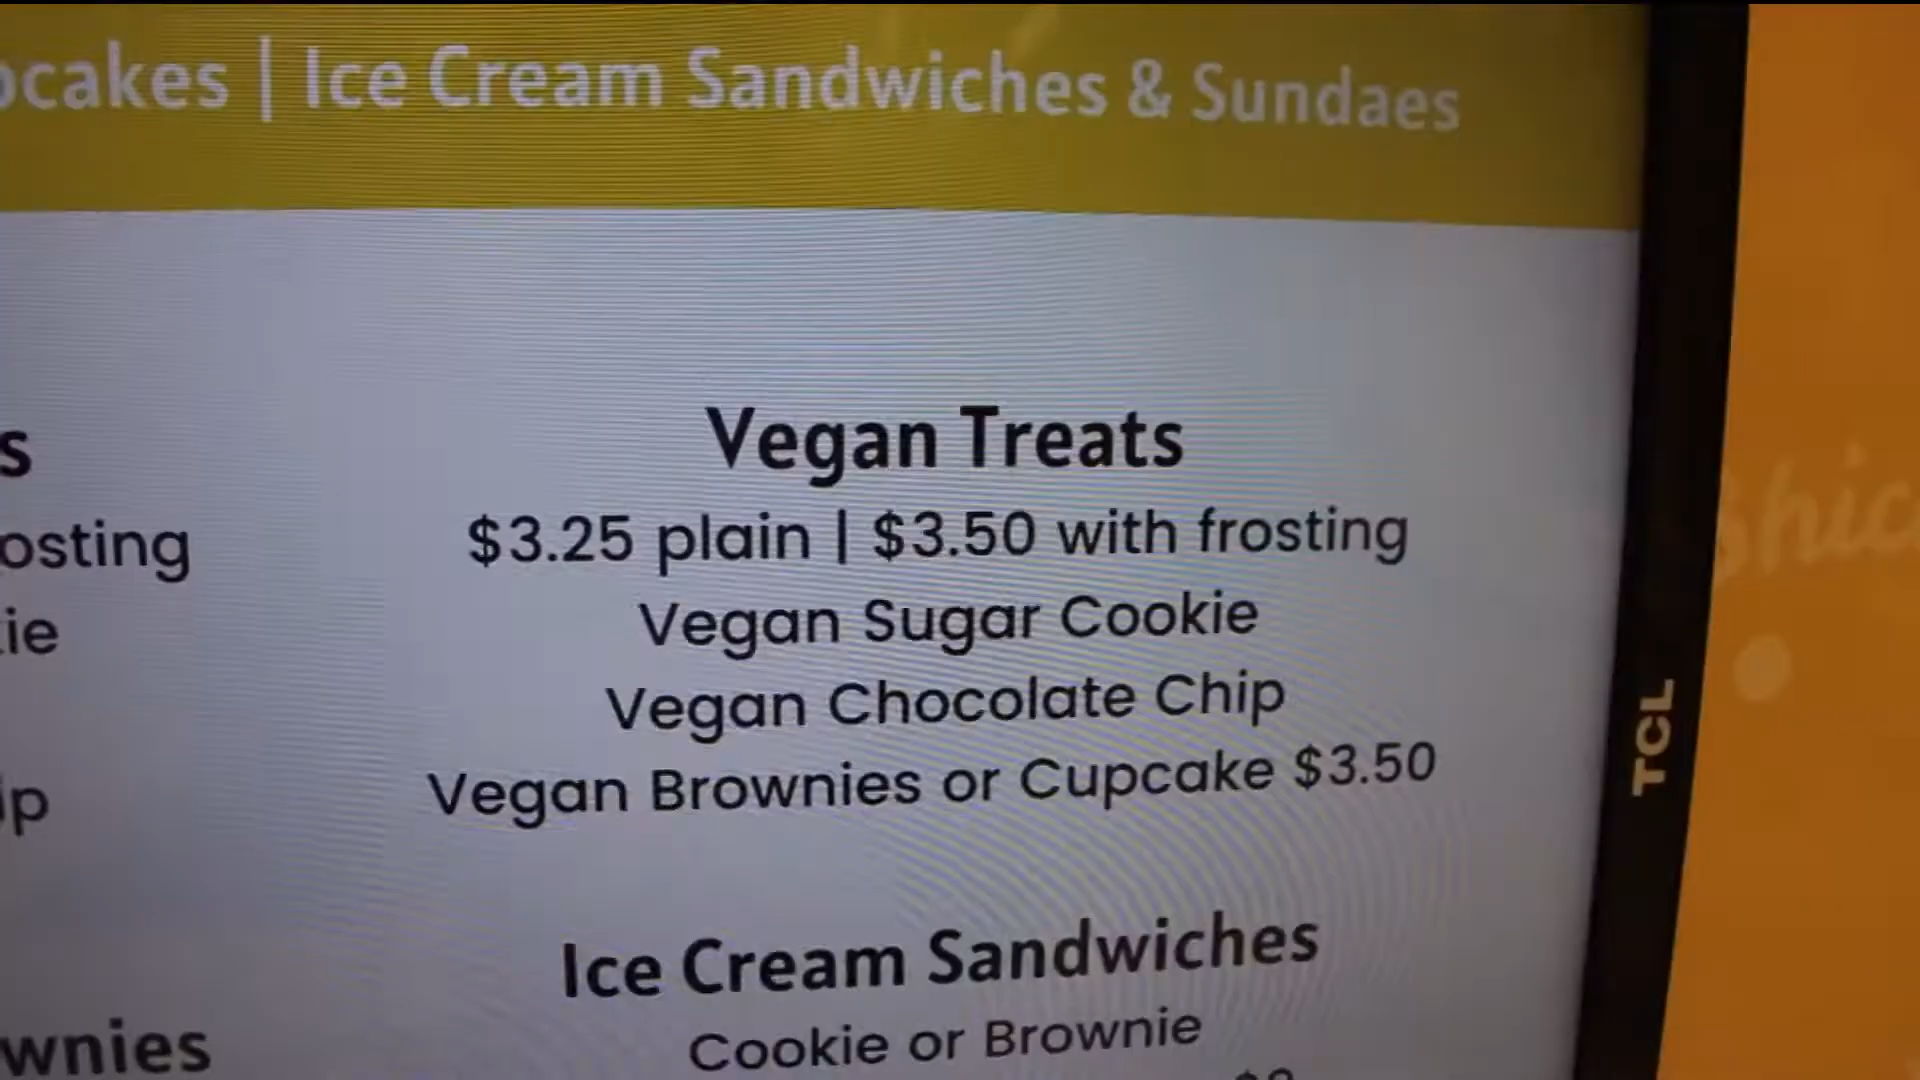 pcakes | Ice Cream Sandwiches & Sundaes
s
osting
ie
ip
wnies
Vegan Treats
$3.25 plain | $3.50 with frosting
Vegan Sugar Cookie
Vegan Chocolate Chip
Vegan Brownies or Cupcake $3.50
Ice Cream Sandwiches
Cookie or Brownie
TCL